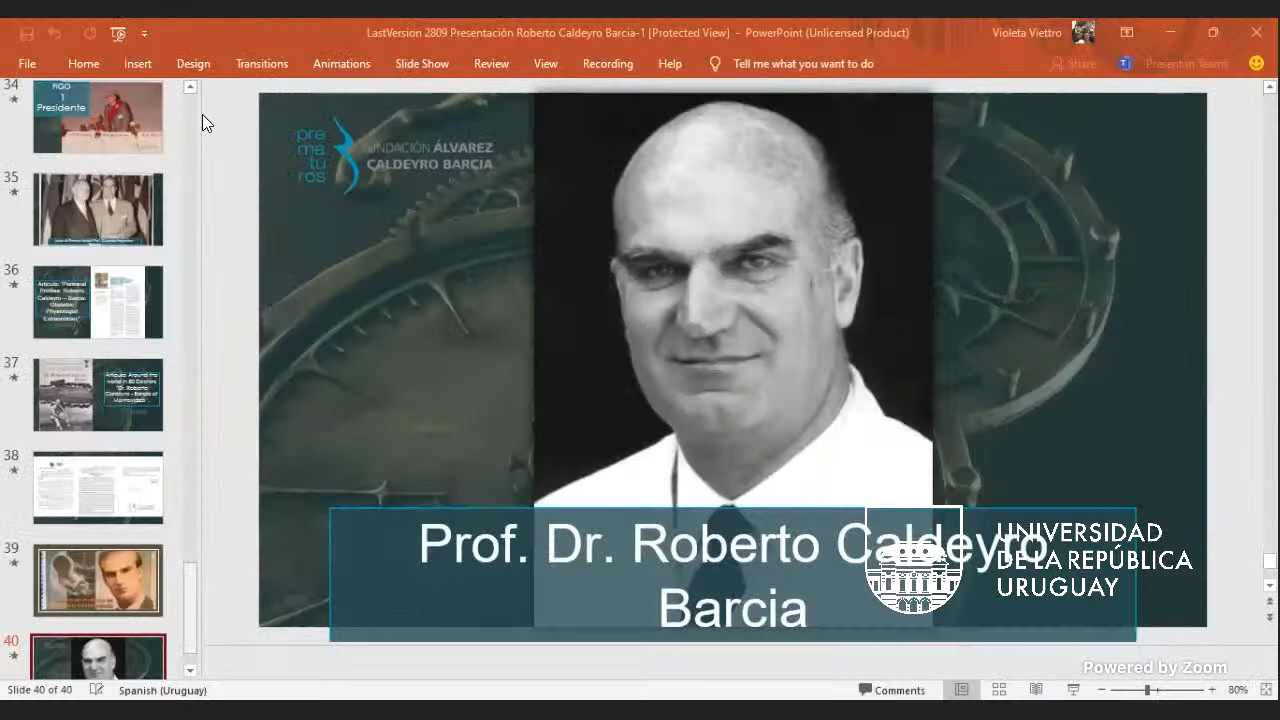 LastVersion 2809 Presentación Roberto Caldeyro Barcia-1 [Protected View] - PowerPoint (Unlicensed Product)
Violeta Viettro
File
Home
Insert
Design
Transitions
Animations
Slide Show
Review
View
Recording
Help
Tell me what you want to do
Share
Present in Teams
34
1
Presidente
35
36
37
38
39
40
pre
ma
tu
ros
FUNDACIÓN ÁLVAREZ
CALDEYRO BARCIA
Prof. Dr. Roberto Caldeyro
Barcia
UNIVERSIDAD
DE LA REPÚBLICA
URUGUAY
Powered by Zoom
Slide 40 of 40
Spanish (Uruguay)
Comments
80%